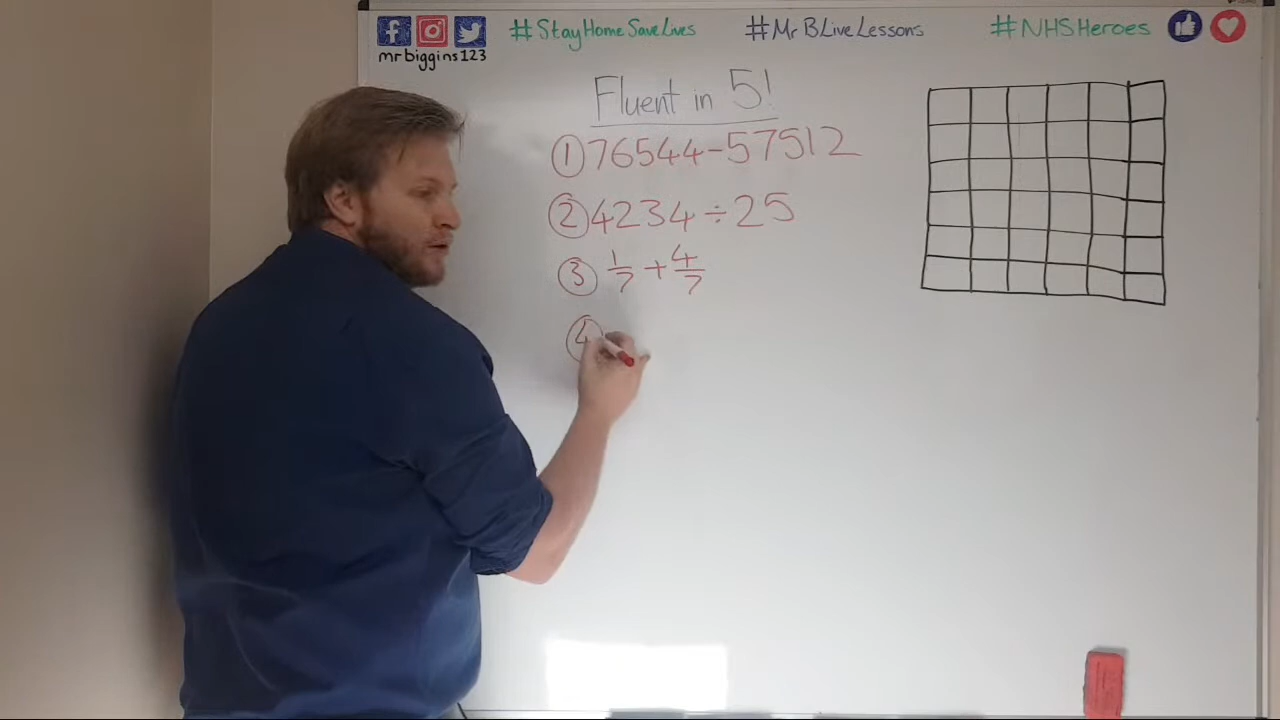 #StayHomeSaveLives #MrBLiveLessons #NHSHeroes
mrbiggins123
Fluent in 5!
① 76544-57512
② 4234÷25
③ 1/7 + 4/7
④